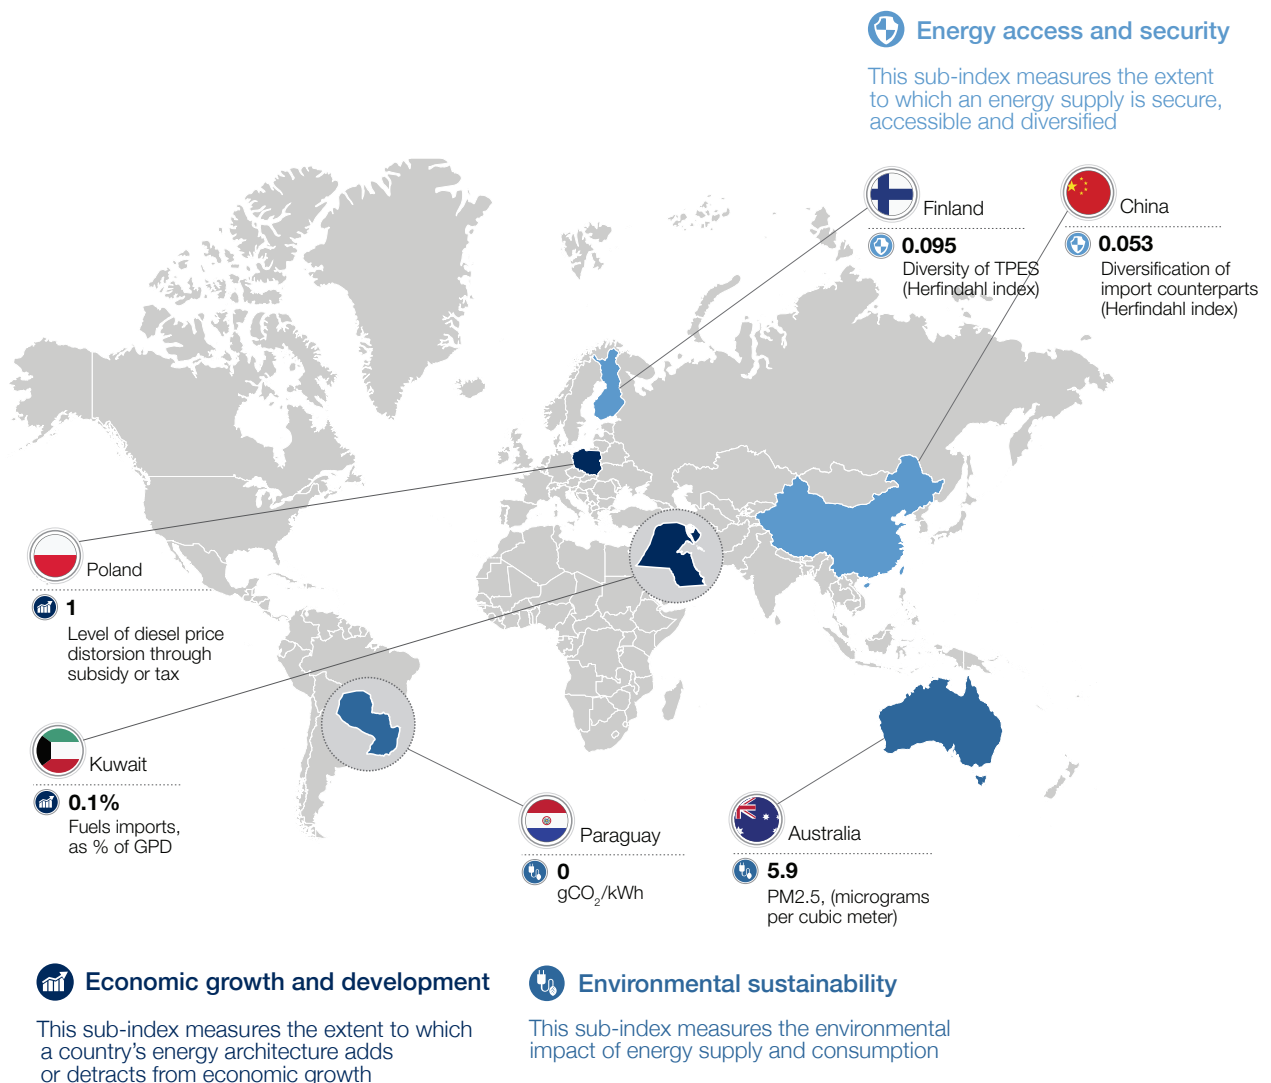 Energy access and security
This sub-index measures the extent
to which an energy supply is secure,
accessible and diversified
Finland
0.095
Diversity of TPES
(Herfindahl index)
China
0.053
Diversification of
import counterparts
(Herfindahl index)
Poland
1
Level of diesel price
distorsion through
subsidy or tax
Kuwait
0.1%
Fuels imports,
as % of GPD
Paraguay
0
gCO₂/kWh
Australia
5.9
PM2.5, (micrograms
per cubic meter)
Economic growth and development
This sub-index measures the extent to which
a country's energy architecture adds
or detracts from economic growth
Environmental sustainability
This sub-index measures the environmental
impact of energy supply and consumption